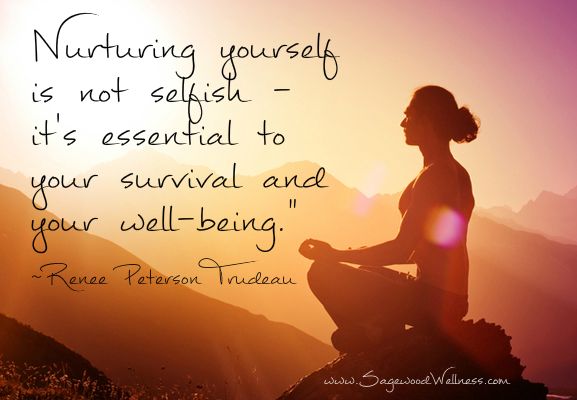 Nurturing yourself
is not selfish -
it's essential to
your survival and
your well-being."
~Renee Peterson Trudeau
www.SagewoodWellness.com